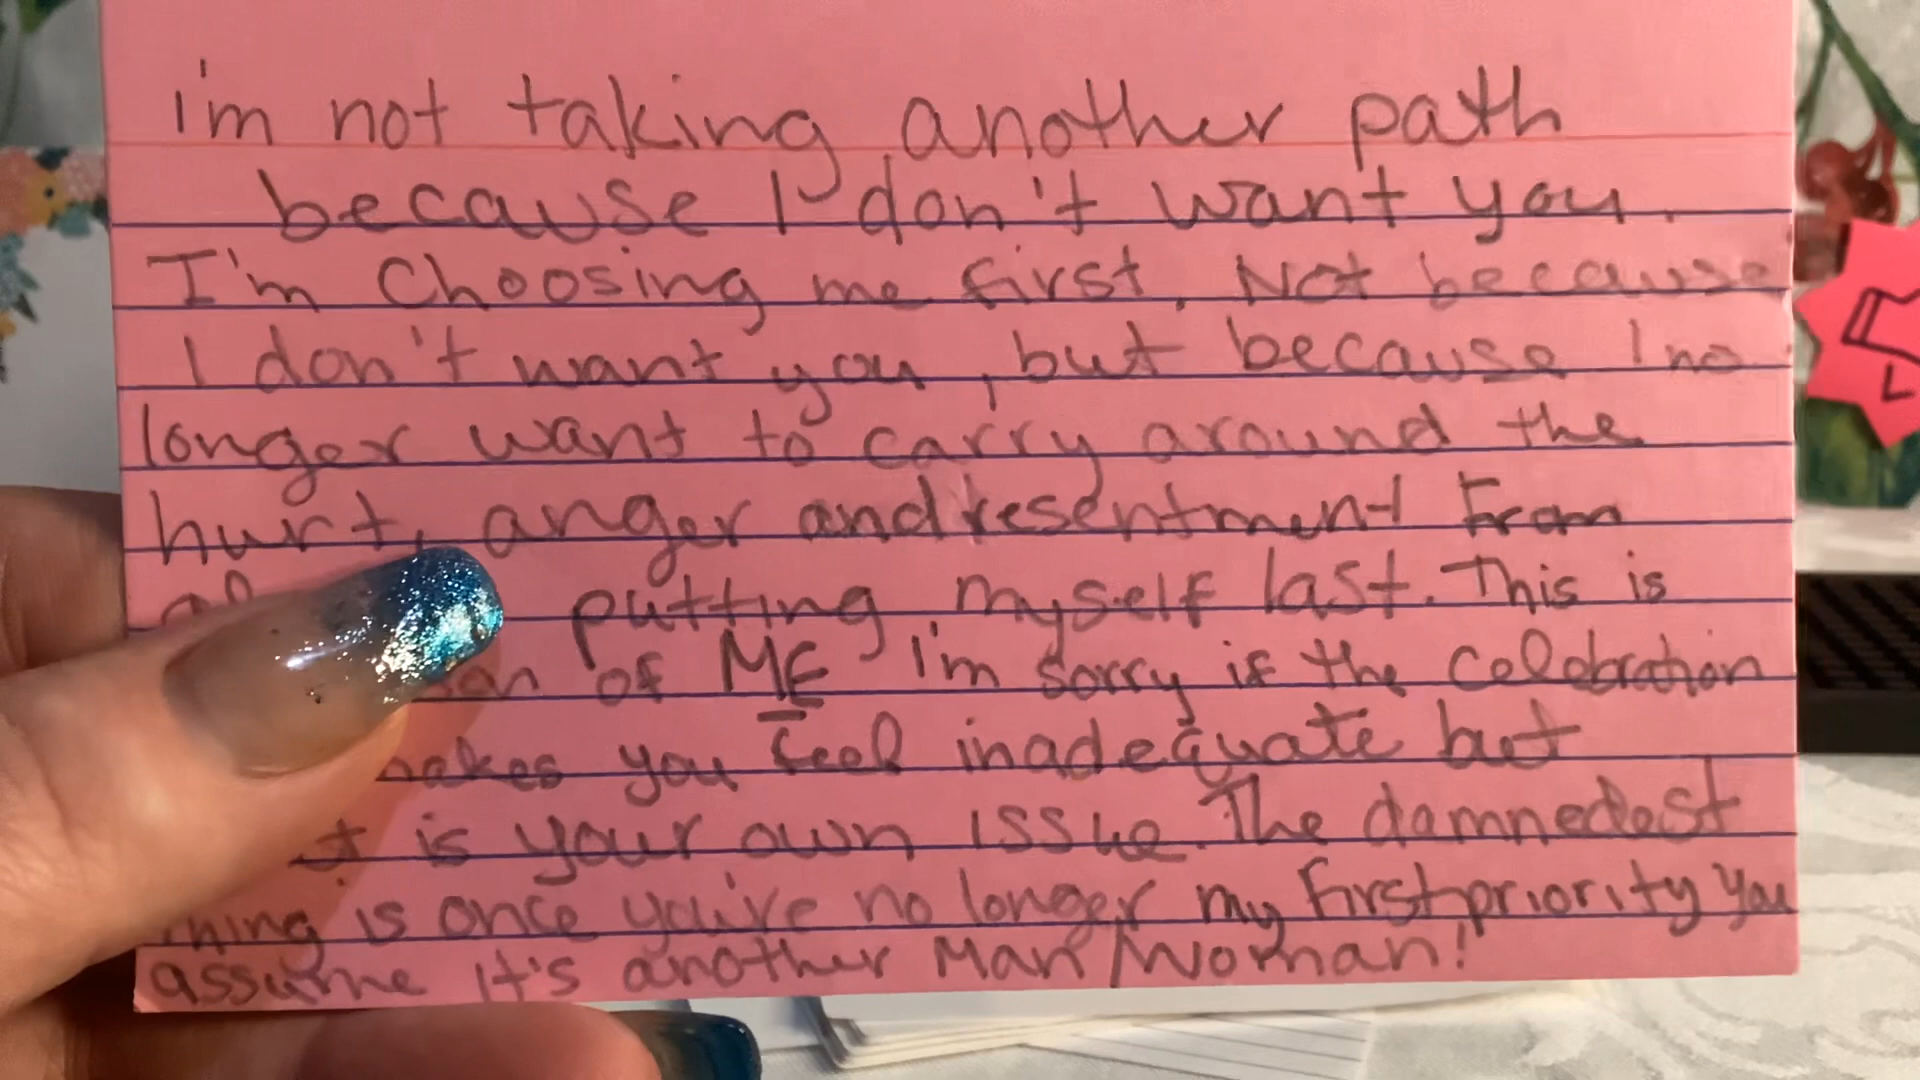 i'm not taking another path
because I don't want you.
I'm choosing me first. Not because
I don't want you, but because I no
longer want to carry around the
hurt, anger and resentment From
putting myself last. This is
of ME I'm sorry if the Celebration
you feel inadequate but
is your own issue. The damnedest
is once you're no longer my First priority you
assume it's another Man/Woman!